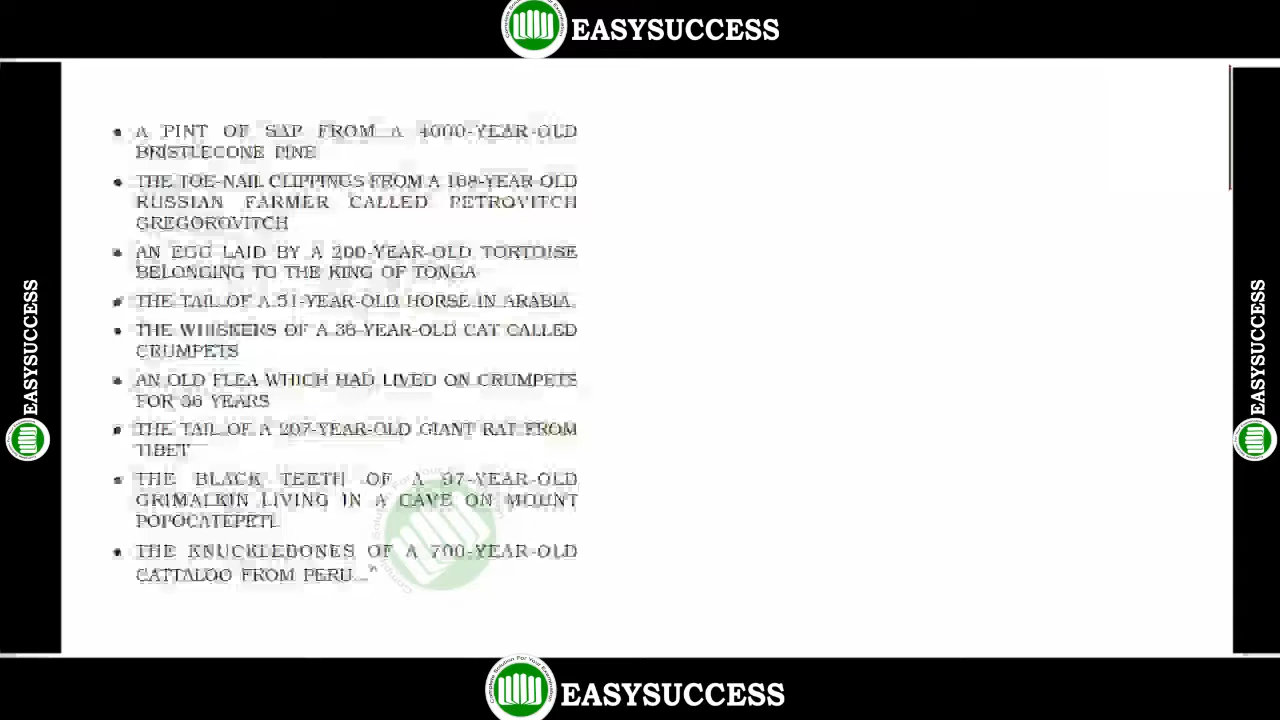 EASYSUCCESS
• A PINT OF SAP FROM A 4000-YEAR-OLD
BRISTLECONE PINE
• THE TOE-NAIL CLIPPINGS FROM A 168-YEAR-OLD
RUSSIAN FARMER CALLED PETROVITCH
GREGOROVITCH
• AN EGG LAID BY A 200-YEAR-OLD TORTOISE
BELONGING TO THE KING OF TONGA
• THE TAIL OF A 51-YEAR-OLD HORSE IN ARABIA
• THE WHISKERS OF A 36-YEAR-OLD CAT CALLED
CRUMPETS
• AN OLD FLEA WHICH HAD LIVED ON CRUMPETS
FOR 36 YEARS
• THE TAIL OF A 207-YEAR-OLD GIANT RAT FROM
TIBET
• THE BLACK TEETH OF A 97-YEAR-OLD
GRIMALKIN LIVING IN A CAVE ON MOUNT
POPOCATEPETL
• THE KNUCKLEBONES OF A 700-YEAR-OLD
CATTALOO FROM PERU..."
EASYSUCCESS
EASYSUCCESS
Complete Solution For Your Examination
EASYSUCCESS